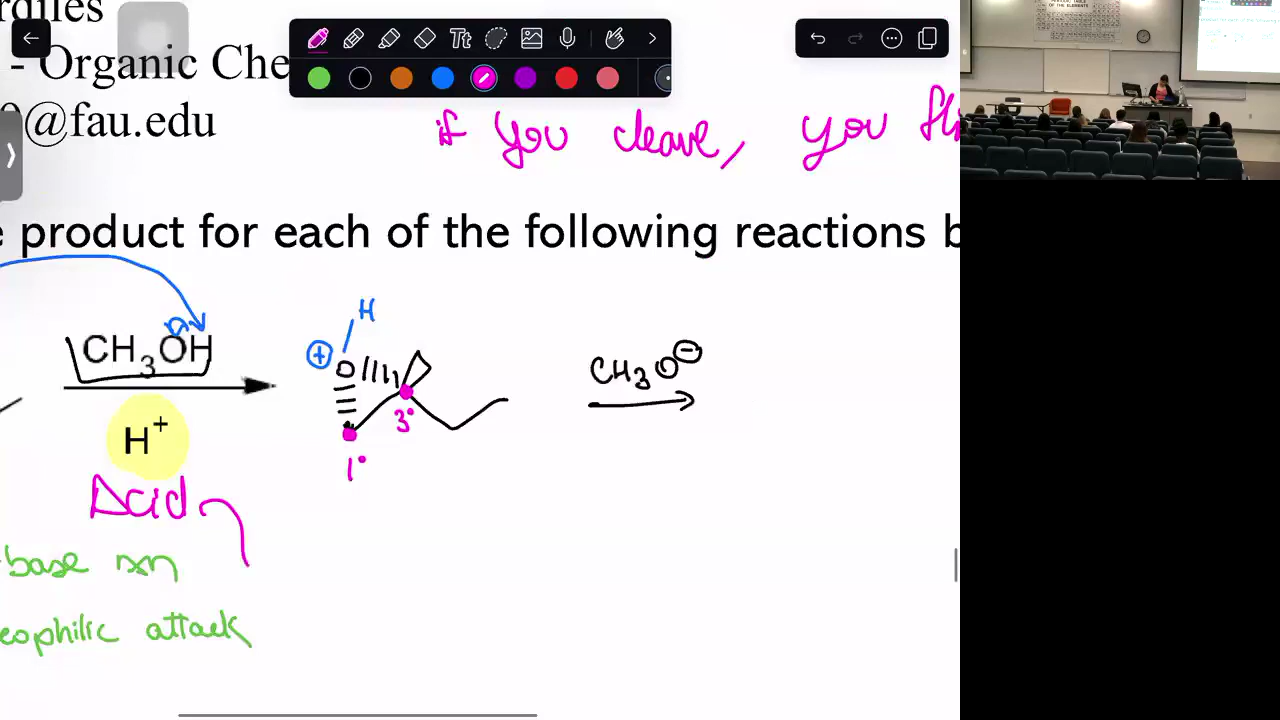 - Organic Che
@fau.edu
if you cleave, you
product for each of the following reactions b
CH3OH
H+
Acid
base rxn
eophilic attack
H
+
O
3°
1°
CH3O-
Tt